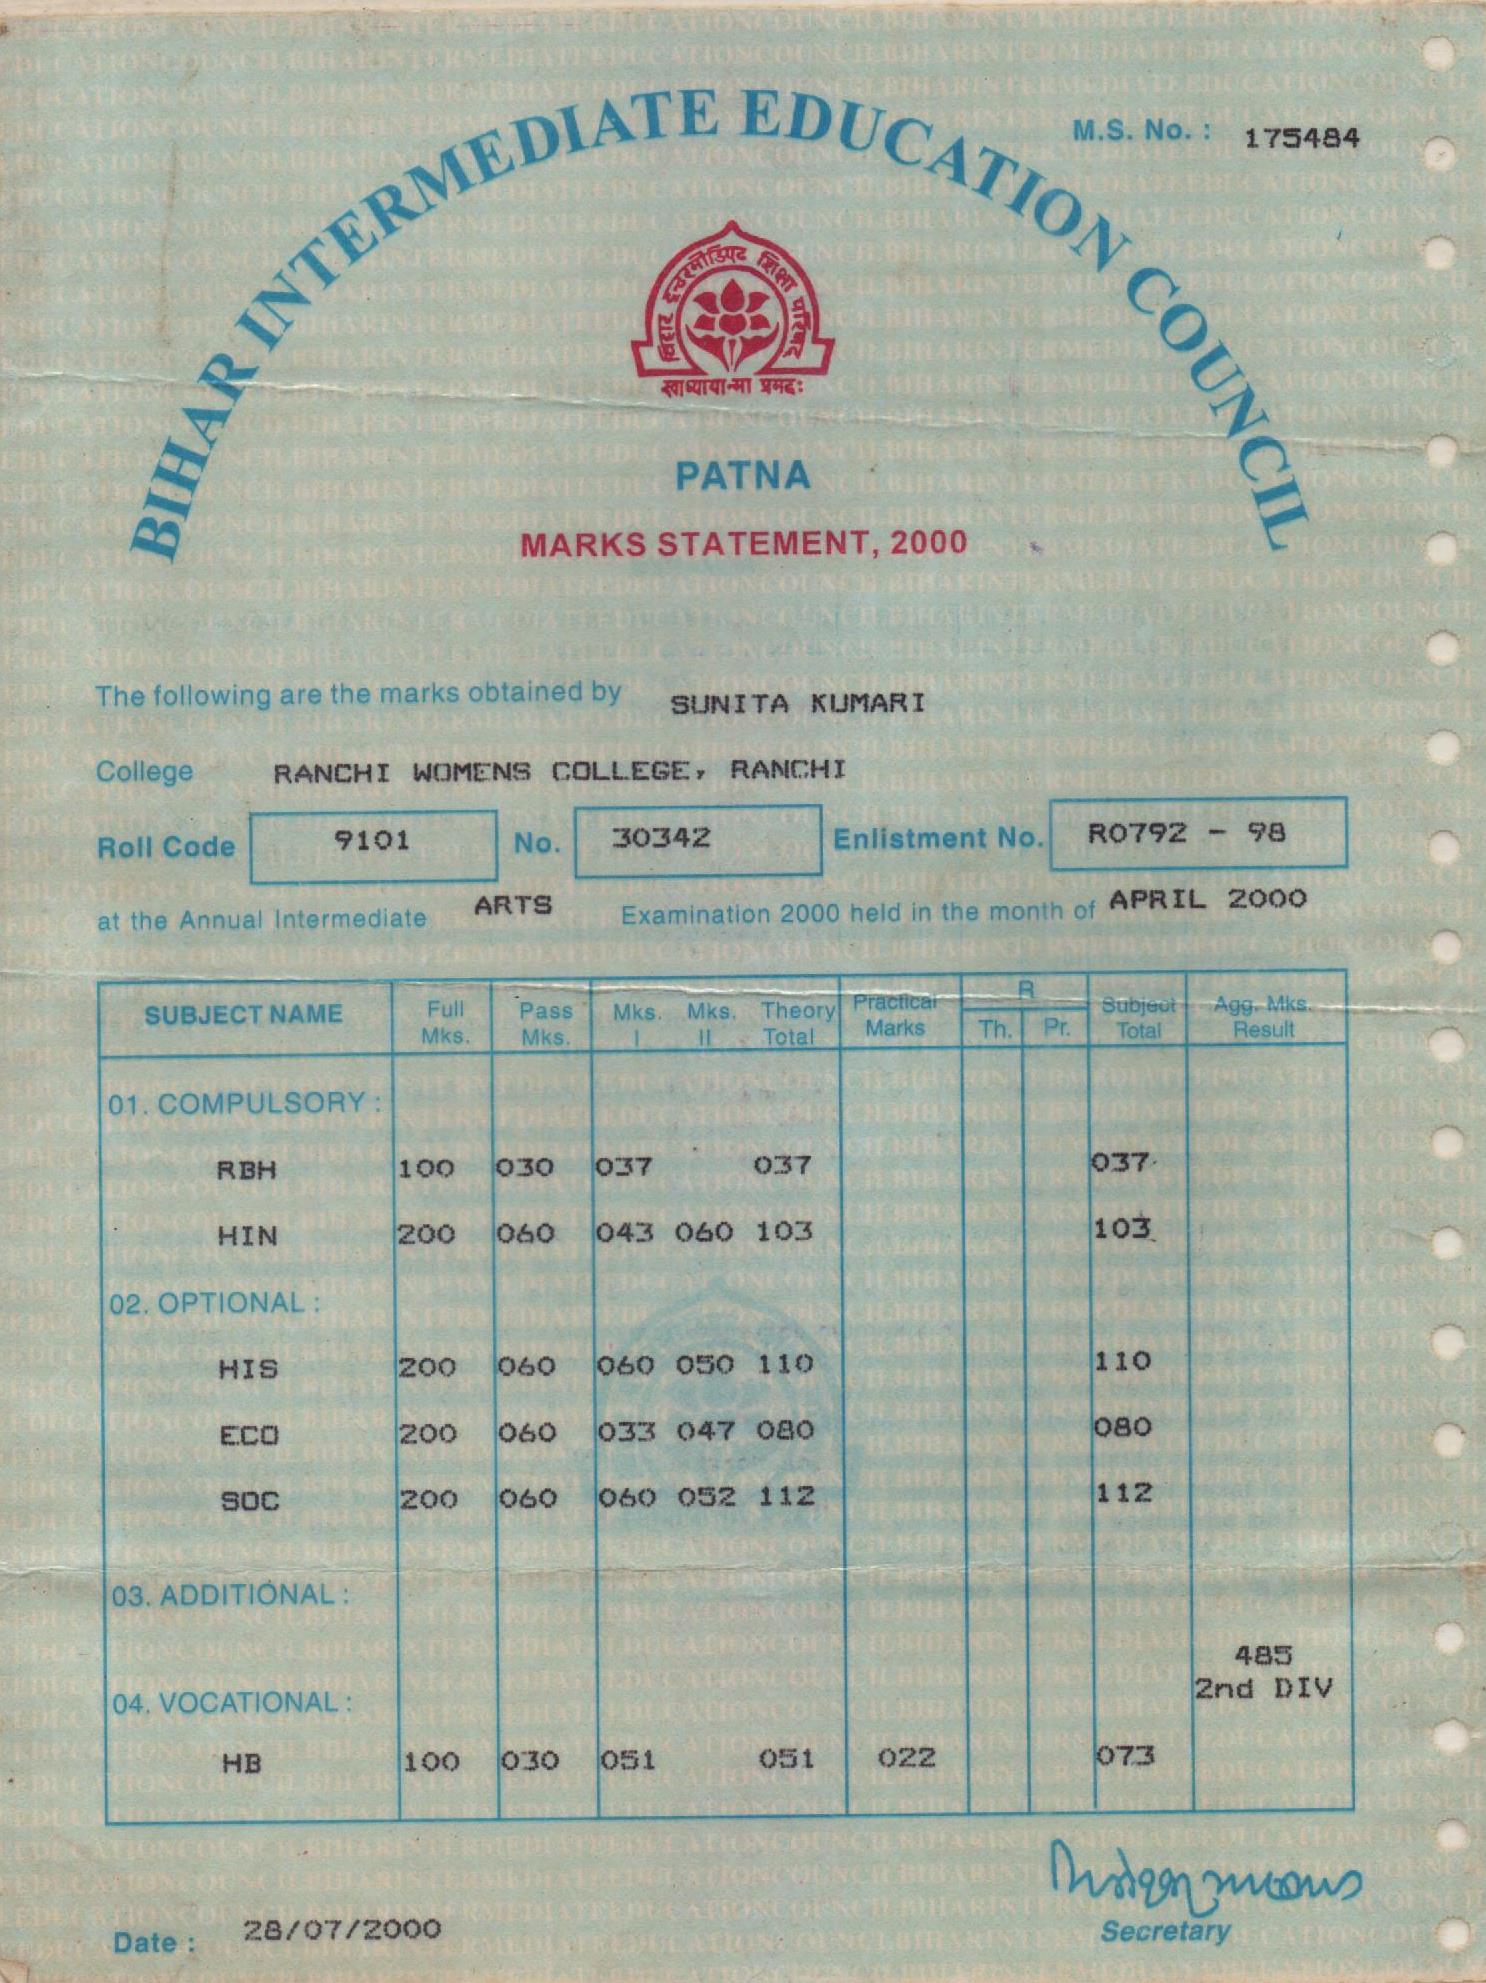 BIHAR INTERMEDIATE EDUCATION COUNCIL
M.S. No. : 175484
बिहार इन्टरमीडिएट शिक्षा परिषद
स्वाध्यायान्मा प्रमदः
PATNA
MARKS STATEMENT, 2000
The following are the marks obtained by SUNITA KUMARI
College RANCHI WOMENS COLLEGE, RANCHI
Roll Code 9101 No. 30342 Enlistment No. R0792 - 98
at the Annual Intermediate ARTS Examination 2000 held in the month of APRIL 2000
SUBJECT NAME Full Mks. Pass Mks. Mks. I Mks. II Theory Total Practical Marks R Th. Pr. Subject Total Agg. Mks. Result
01. COMPULSORY :
RBH 100 030 037 037 037
HIN 200 060 043 060 103 103
02. OPTIONAL :
HIS 200 060 060 050 110 110
ECO 200 060 033 047 080 080
SOC 200 060 060 052 112 112
03. ADDITIONAL :
485
2nd DIV
04. VOCATIONAL :
HB 100 030 051 051 022 073
Secretary
Date : 28/07/2000